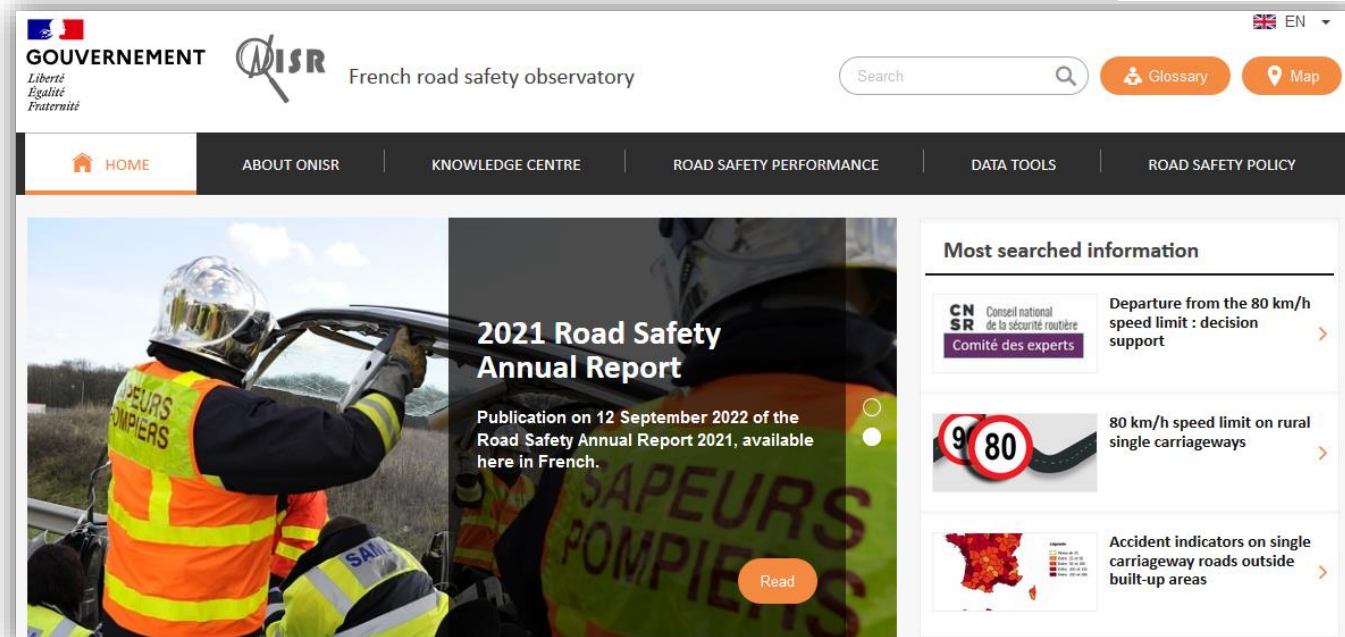 EN
GOUVERNEMENT
Liberté
Égalité
Fraternité
ONISR
French road safety observatory
Search
Glossary
Map
HOME
ABOUT ONISR
KNOWLEDGE CENTRE
ROAD SAFETY PERFORMANCE
DATA TOOLS
ROAD SAFETY POLICY
SAPEURS
POMPIERS
2021 Road Safety
Annual Report
Publication on 12 September 2022 of the
Road Safety Annual Report 2021, available
here in French.
SAPEURS
POMPIERS
Read
Most searched information
CN
SR
Conseil national
de la sécurité routière
Comité des experts
Departure from the 80 km/h
speed limit : decision
support
80
80 km/h speed limit on rural
single carriageways
Accident indicators on single
carriageway roads outside
built-up areas